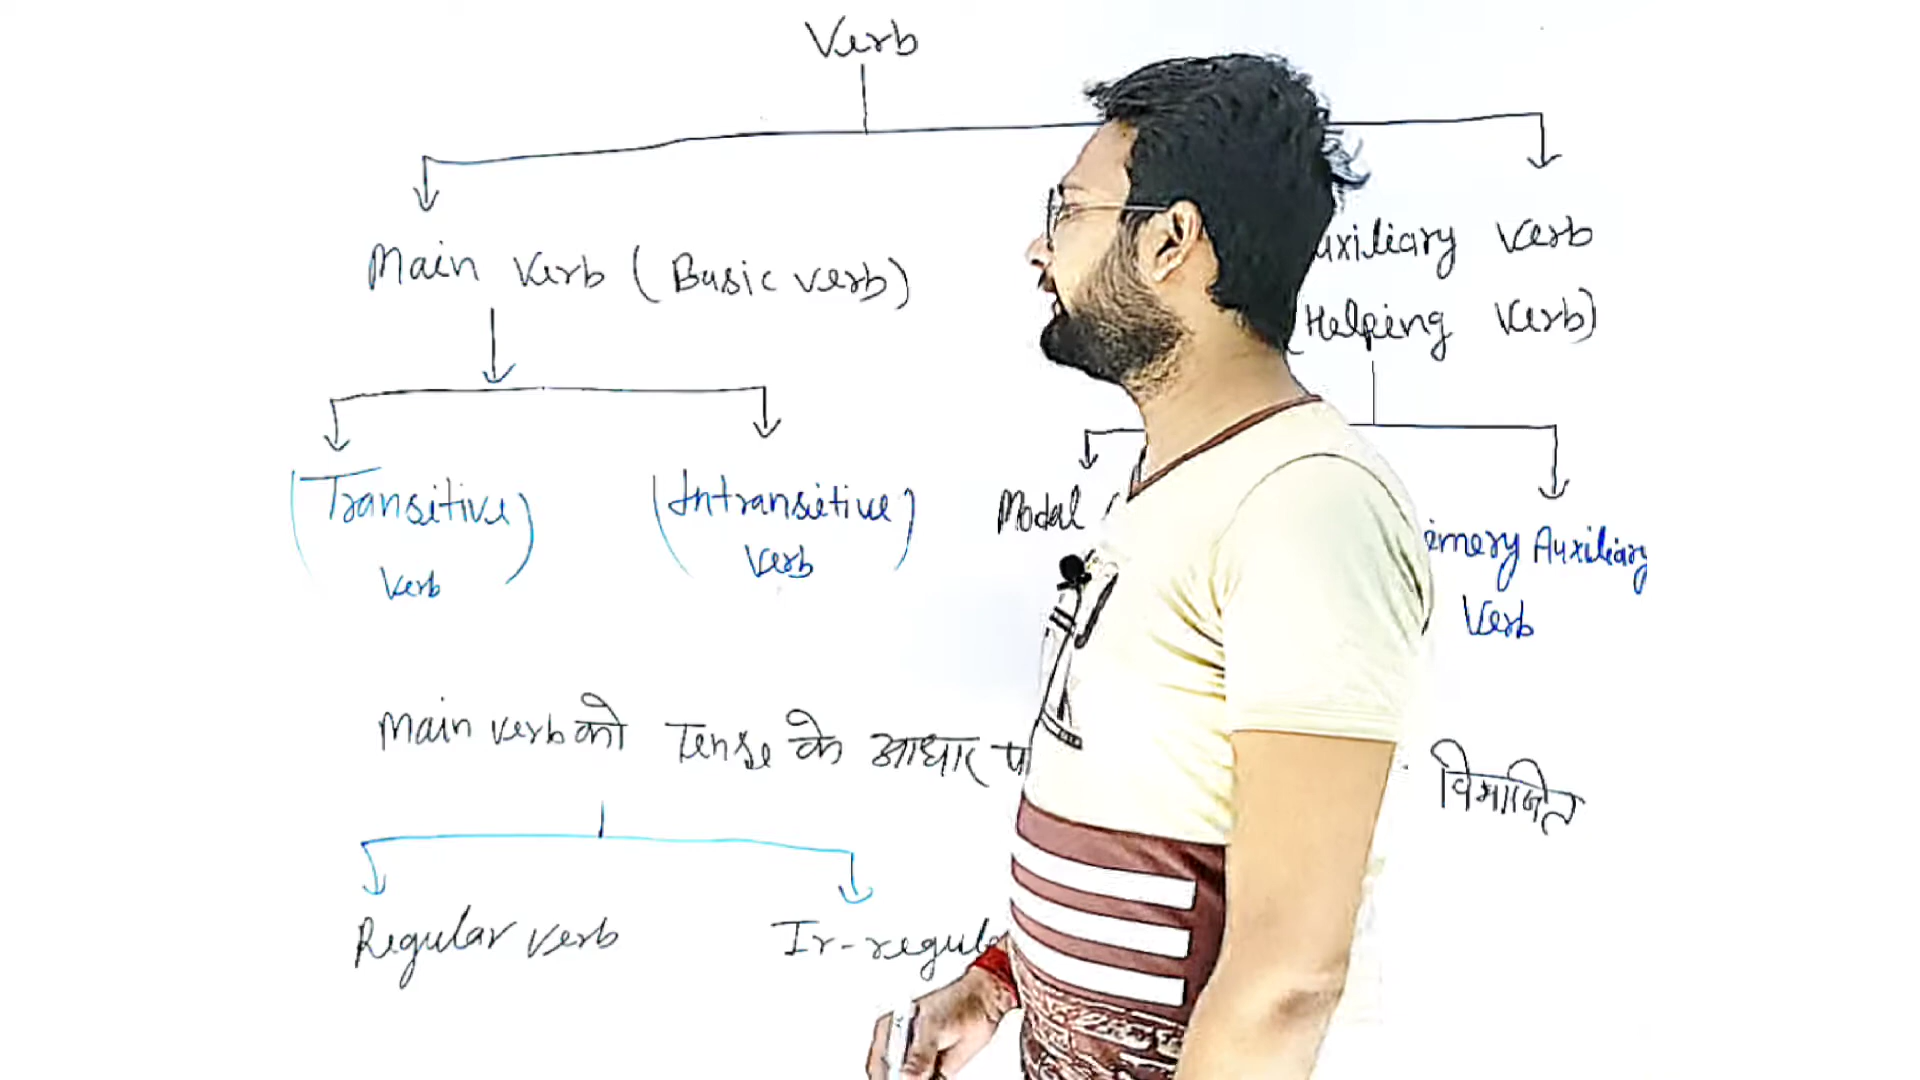 Verb
Main Verb (Basic verb)
uxiliary Verb
(Helping Verb)
(Transitive)
Verb
(Intransitive)
Verb
Modal (
imery Auxiliary
Verb
Main verb को Tense के आधार प विभाजित
Regular verb
Ir-regula